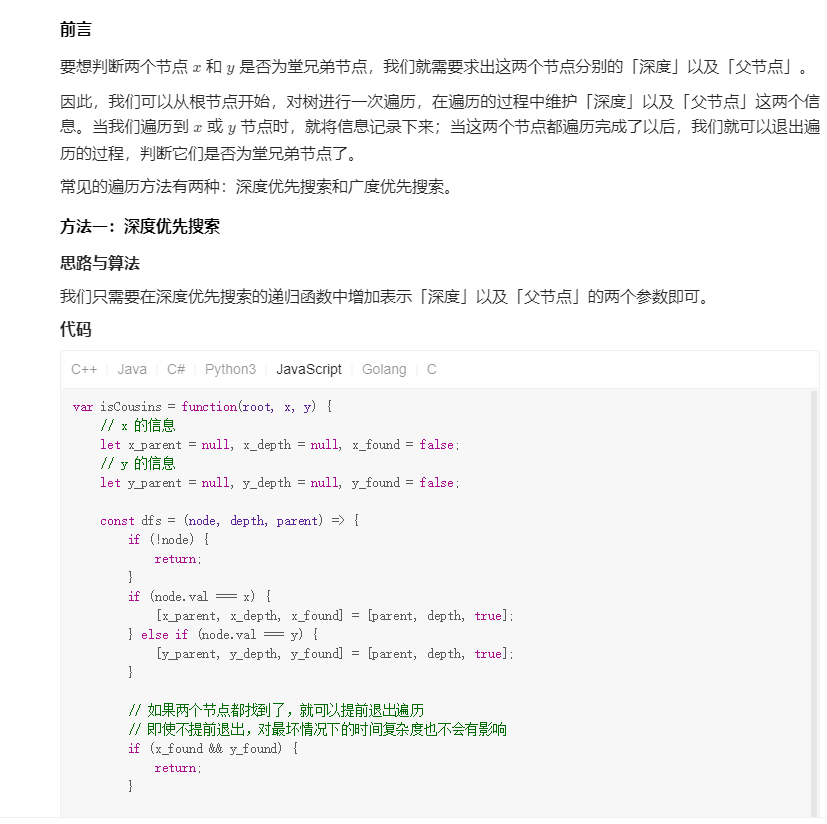 前言
要想判断两个节点 x 和 y 是否为堂兄弟节点，我们就需要求出这两个节点分别的「深度」以及「父节点」。
因此，我们可以从根节点开始，对树进行一次遍历，在遍历的过程中维护「深度」以及「父节点」这两个信
息。当我们遍历到 x 或 y 节点时，就将信息记录下来；当这两个节点都遍历完成了以后，我们就可以退出遍
历的过程，判断它们是否为堂兄弟节点了。
常见的遍历方法有两种：深度优先搜索和广度优先搜索。
方法一：深度优先搜索
思路与算法
我们只需要在深度优先搜索的递归函数中增加表示「深度」以及「父节点」的两个参数即可。
代码
C++ Java C# Python3 JavaScript Golang C
var isCousins = function(root, x, y) {
    // x 的信息
    let x_parent = null, x_depth = null, x_found = false;
    // y 的信息
    let y_parent = null, y_depth = null, y_found = false;
    const dfs = (node, depth, parent) => {
        if (!node) {
            return;
        }
        if (node.val === x) {
            [x_parent, x_depth, x_found] = [parent, depth, true];
        } else if (node.val === y) {
            [y_parent, y_depth, y_found] = [parent, depth, true];
        }
        // 如果两个节点都找到了，就可以提前退出遍历
        // 即使不提前退出，对最坏情况下的时间复杂度也不会有影响
        if (x_found && y_found) {
            return;
        }